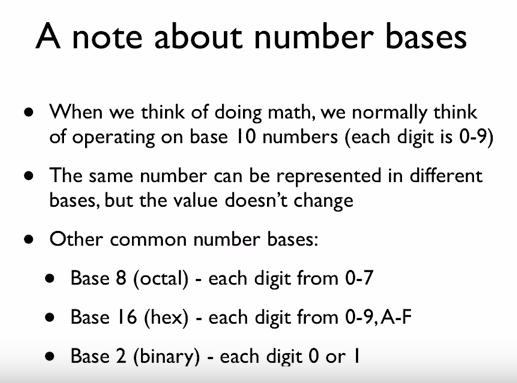 A note about number bases
• When we think of doing math, we normally think
of operating on base 10 numbers (each digit is 0-9)
• The same number can be represented in different
bases, but the value doesn't change
• Other common number bases:
• Base 8 (octal) - each digit from 0-7
• Base 16 (hex) - each digit from 0-9, A-F
• Base 2 (binary) - each digit 0 or 1